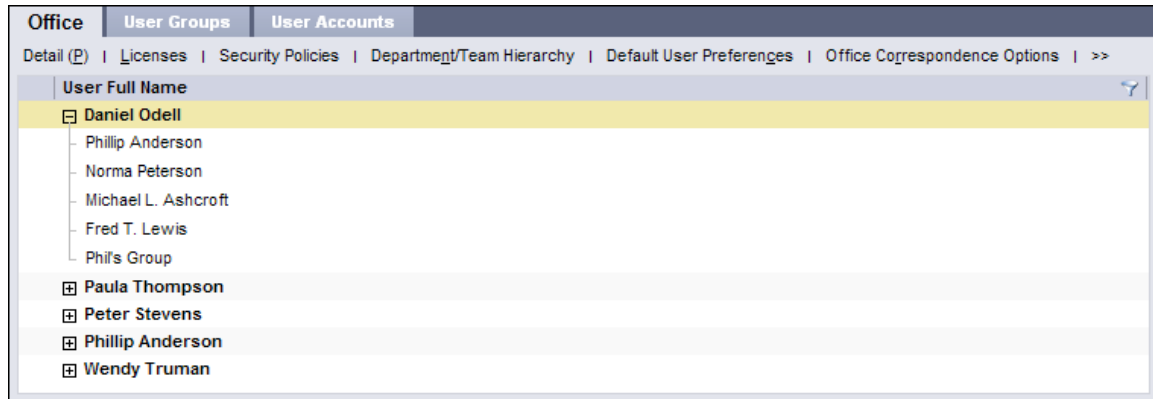 Office User Groups User Accounts
Detail (P) | Licenses | Security Policies | Department/Team Hierarchy | Default User Preferences | Office Correspondence Options | >>
User Full Name
Daniel Odell
Phillip Anderson
Norma Peterson
Michael L. Ashcroft
Fred T. Lewis
Phil's Group
Paula Thompson
Peter Stevens
Phillip Anderson
Wendy Truman